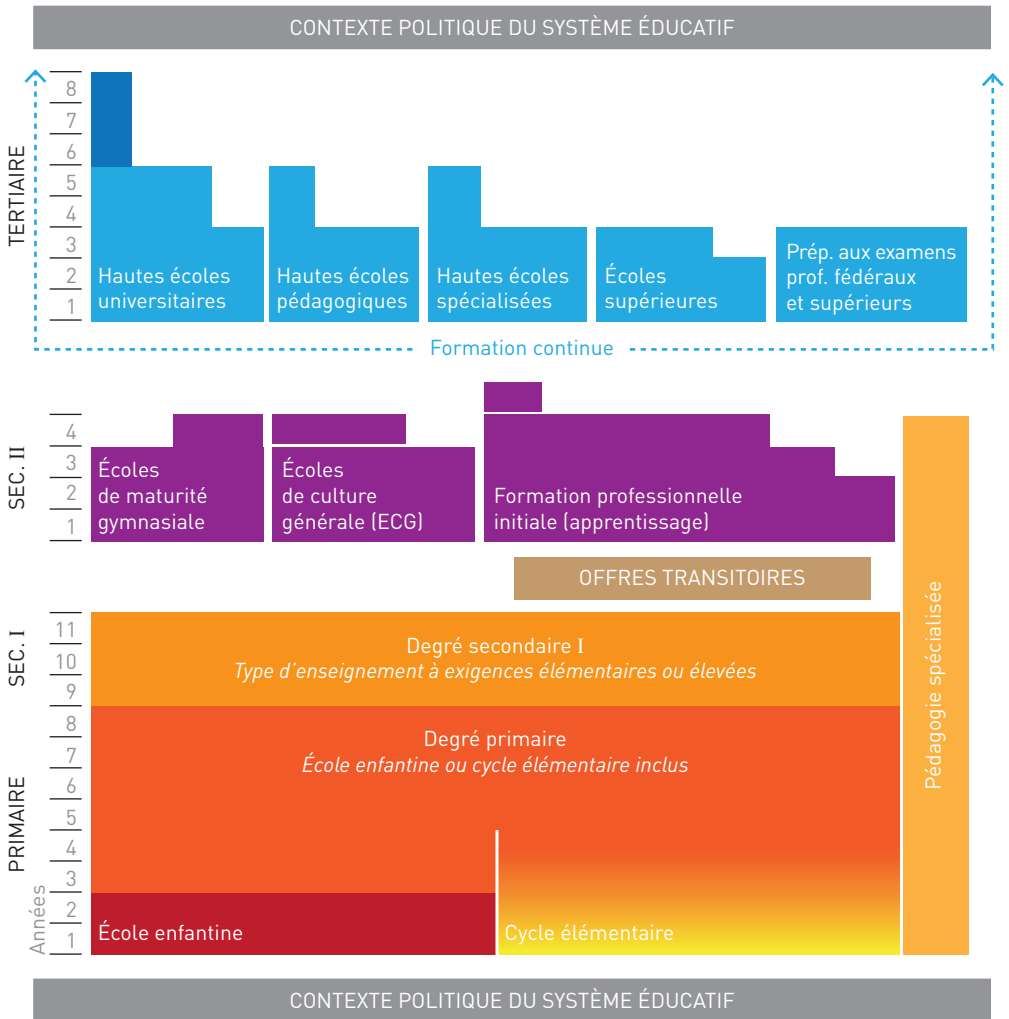 CONTEXTE POLITIQUE DU SYSTÈME ÉDUCATIF
TERTIAIRE
8
7
6
5
4
3
2
1
Hautes écoles
universitaires
Hautes écoles
pédagogiques
Hautes écoles
spécialisées
Écoles
supérieures
Prép. aux examens
prof. fédéraux
et supérieurs
Formation continue
SEC. II
4
3
2
1
Écoles
de maturité
gymnasiale
Écoles
de culture
générale (ECG)
Formation professionnelle
initiale (apprentissage)
OFFRES TRANSITOIRES
Pédagogie spécialisée
SEC. I
11
10
9
Degré secondaire I
Type d'enseignement à exigences élémentaires ou élevées
PRIMAIRE
Années
8
7
6
5
4
3
2
1
Degré primaire
École enfantine ou cycle élémentaire inclus
École enfantine
Cycle élémentaire
CONTEXTE POLITIQUE DU SYSTÈME ÉDUCATIF